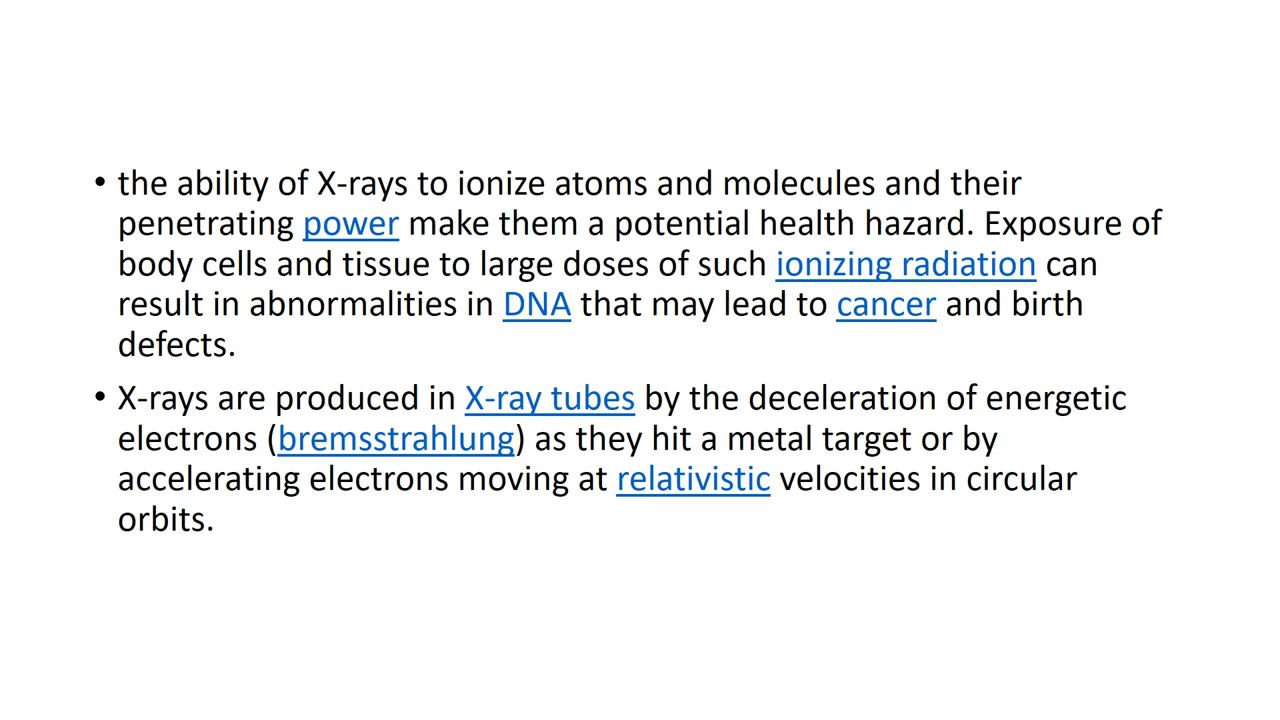 • the ability of X-rays to ionize atoms and molecules and their
penetrating power make them a potential health hazard. Exposure of
body cells and tissue to large doses of such ionizing radiation can
result in abnormalities in DNA that may lead to cancer and birth
defects.
• X-rays are produced in X-ray tubes by the deceleration of energetic
electrons (bremsstrahlung) as they hit a metal target or by
accelerating electrons moving at relativistic velocities in circular
orbits.